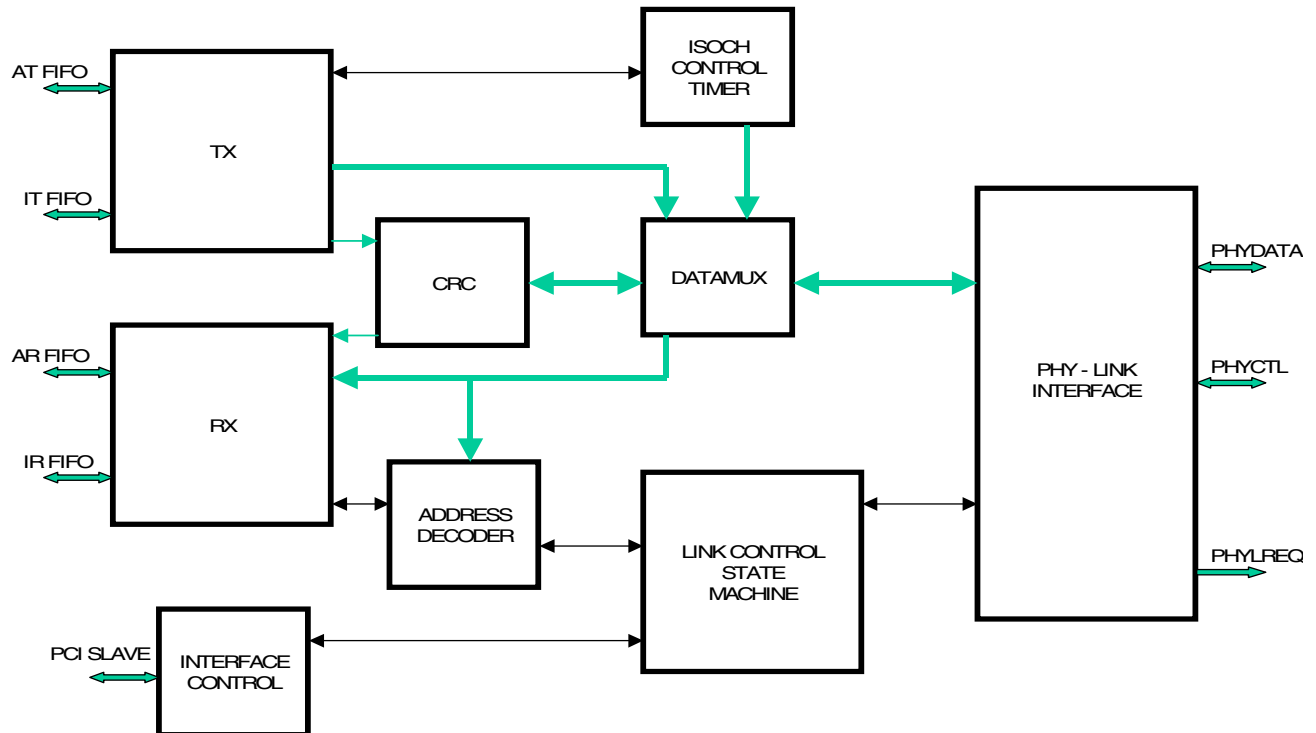 ISOCH
CONTROL
TIMER
AT FIFO
TX
IT FIFO
CRC
DATAMUX
PHYDATA
AR FIFO
RX
IR FIFO
PHY - LINK
INTERFACE
PHYCTL
ADDRESS
DECODER
LINK CONTROL
STATE
MACHINE
PHYLREQ
PCI SLAVE
INTERFACE
CONTROL